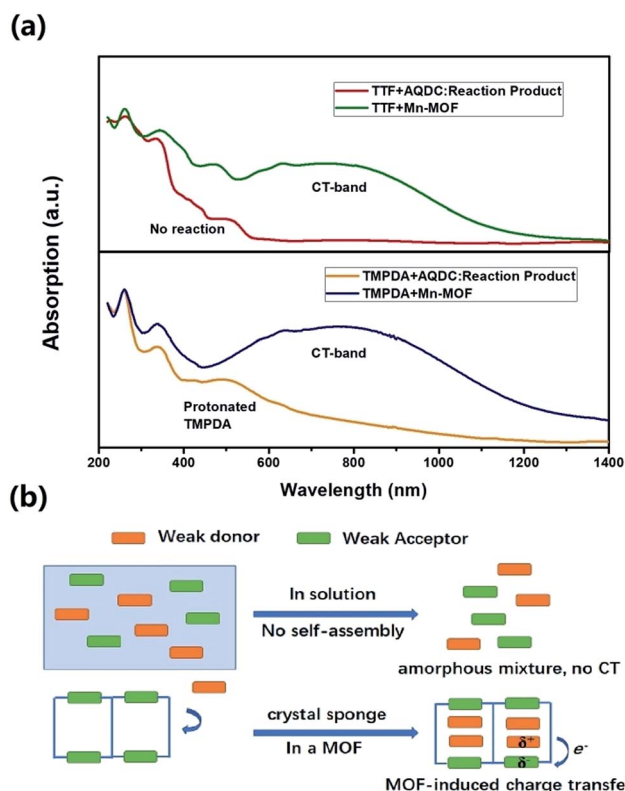 (a)
TTF+AQDC:Reaction Product
TTF+Mn-MOF
CT-band
No reaction
TMPDA+AQDC:Reaction Product
TMPDA+Mn-MOF
CT-band
Protonated
TMPDA
Absorption (a.u.)
200 400 600 800 1000 1200 1400
Wavelength (nm)
(b)
Weak donor Weak Acceptor
In solution
No self-assembly
amorphous mixture, no CT
crystal sponge
In a MOF
δ+
δ-
e-
MOF-induced charge transfe